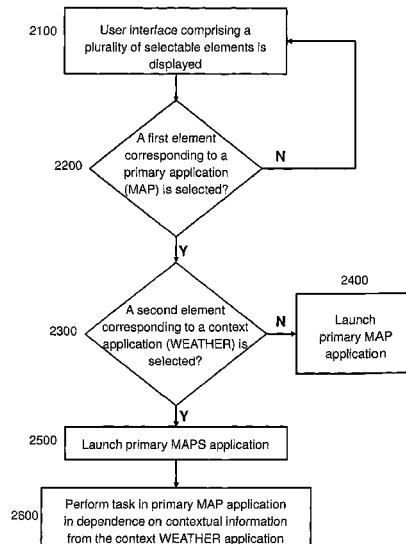 2100
User interface comprising a
plurality of selectable elements is
displayed
2200
A first element
corresponding to a
primary application
(MAP) is selected?
N
Y
2300
A second element
corresponding to a context
application (WEATHER) is
selected?
N
2400
Launch
primary MAP
application
Y
2500
Launch primary MAPS application
2600
Perform task in primary MAP application
in dependence on contextual information
from the context WEATHER application